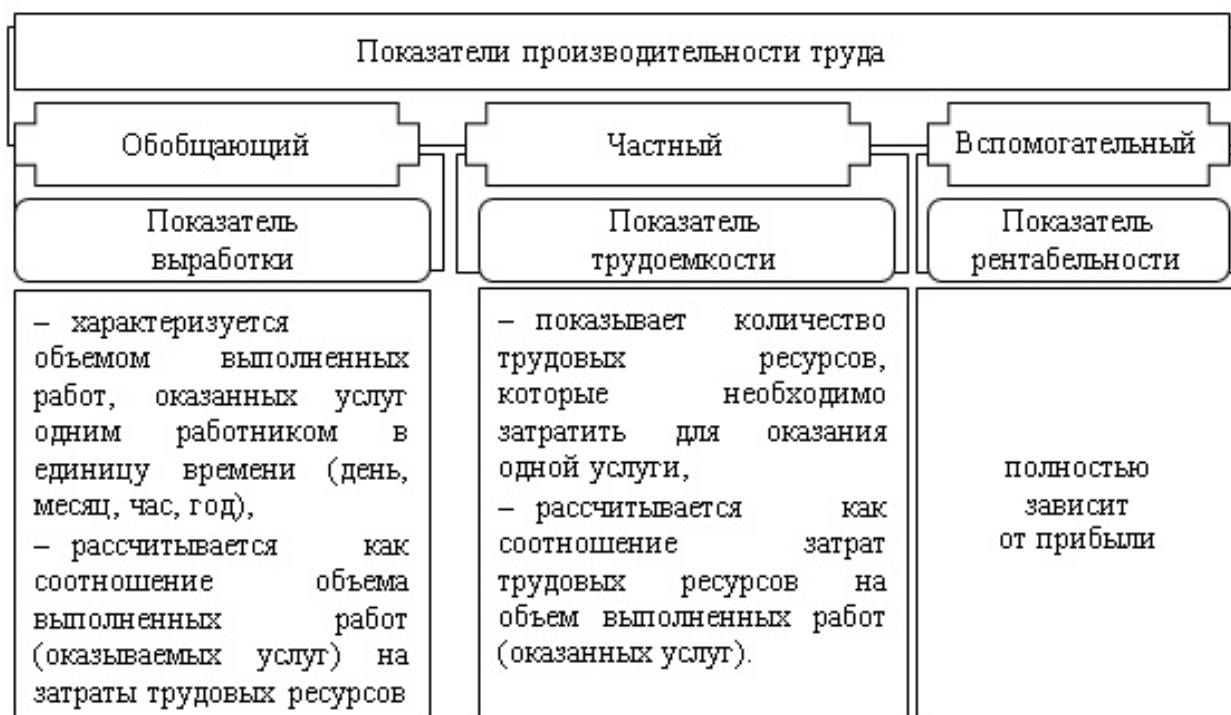 Показатели производительности труда
Обобщающий
Частный
Вспомогательный
Показатель
выработки
Показатель
трудоемкости
Показатель
рентабельности
– характеризуется
объемом выполненных
работ, оказанных услуг
одним работником в
единицу времени (день,
месяц, час, год),
– рассчитывается как
соотношение объема
выполненных работ
(оказываемых услуг) на
затраты трудовых ресурсов
– показывает количество
трудовых ресурсов,
которые необходимо
затратить для оказания
одной услуги,
– рассчитывается как
соотношение затрат
трудовых ресурсов на
объем выполненных работ
(оказанных услуг).
полностью
зависит
от прибыли